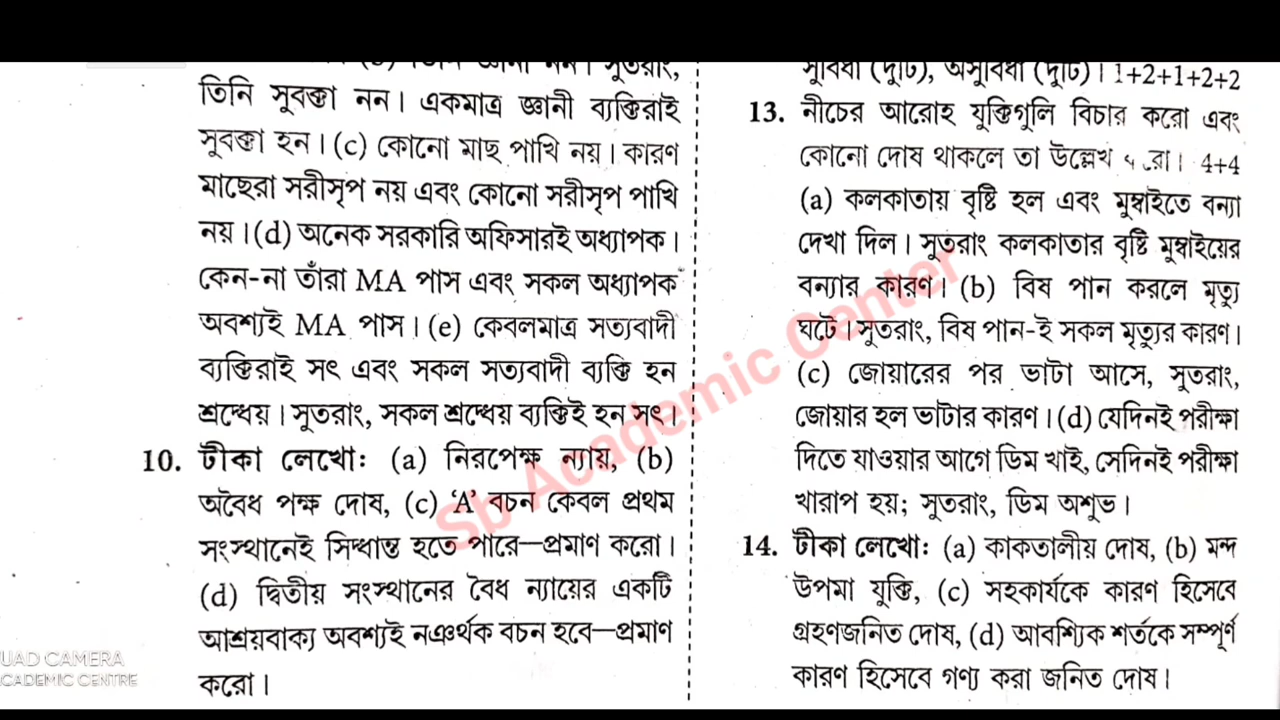 তিনি সুবক্তা নন। একমাত্র জ্ঞানী ব্যক্তিরাই
সুবক্তা হন। (c) কোনো মাছ পাখি নয়। কারণ
মাছেরা সরীসৃপ নয় এবং কোনো সরীসৃপ পাখি
নয়। (d) অনেক সরকারি অফিসারই অধ্যাপক।
কেন-না তাঁরা MA পাস এবং সকল অধ্যাপক
অবশ্যই MA পাস। (e) কেবলমাত্র সত্যবাদী
ব্যক্তিরাই সৎ এবং সকল সত্যবাদী ব্যক্তি হন
শ্রদ্ধেয়। সুতরাং, সকল শ্রদ্ধেয় ব্যক্তিই হন সৎ।
10. টীকা লেখো: (a) নিরপেক্ষ ন্যায়, (b)
অবৈধ পক্ষ দোষ, (c) 'A' বচন কেবল প্রথম
সংস্থানেই সিদ্ধান্ত হতে পারে—প্রমাণ করো।
(d) দ্বিতীয় সংস্থানের বৈধ ন্যায়ের একটি
আশ্রয়বাক্য অবশ্যই নঞর্থক বচন হবে—প্রমাণ
করো।
সুবিধা (দুটি), অসুবিধা (দুটি)। 1+2+1+2+2
13. নীচের আরোহ যুক্তিগুলি বিচার করো এবং
কোনো দোষ থাকলে তা উল্লেখ করো। 4+4
(a) কলকাতায় বৃষ্টি হল এবং মুম্বাইতে বন্যা
দেখা দিল। সুতরাং কলকাতার বৃষ্টি মুম্বাইয়ের
বন্যার কারণ। (b) বিষ পান করলে মৃত্যু
ঘটে। সুতরাং, বিষ পান-ই সকল মৃত্যুর কারণ।
(c) জোয়ারের পর ভাটা আসে, সুতরাং,
জোয়ার হল ভাটার কারণ। (d) যেদিনই পরীক্ষা
দিতে যাওয়ার আগে ডিম খাই, সেদিনই পরীক্ষা
খারাপ হয়; সুতরাং, ডিম অশুভ।
14. টীকা লেখো: (a) কাকতালীয় দোষ, (b) মন্দ
উপমা যুক্তি, (c) সহকার্যকে কারণ হিসেবে
গ্রহণজনিত দোষ, (d) আবশ্যিক শর্তকে সম্পূর্ণ
কারণ হিসেবে গণ্য করা জনিত দোষ।
Sb Academic Center
UAD CAMERA
CADEMIC CENTRE